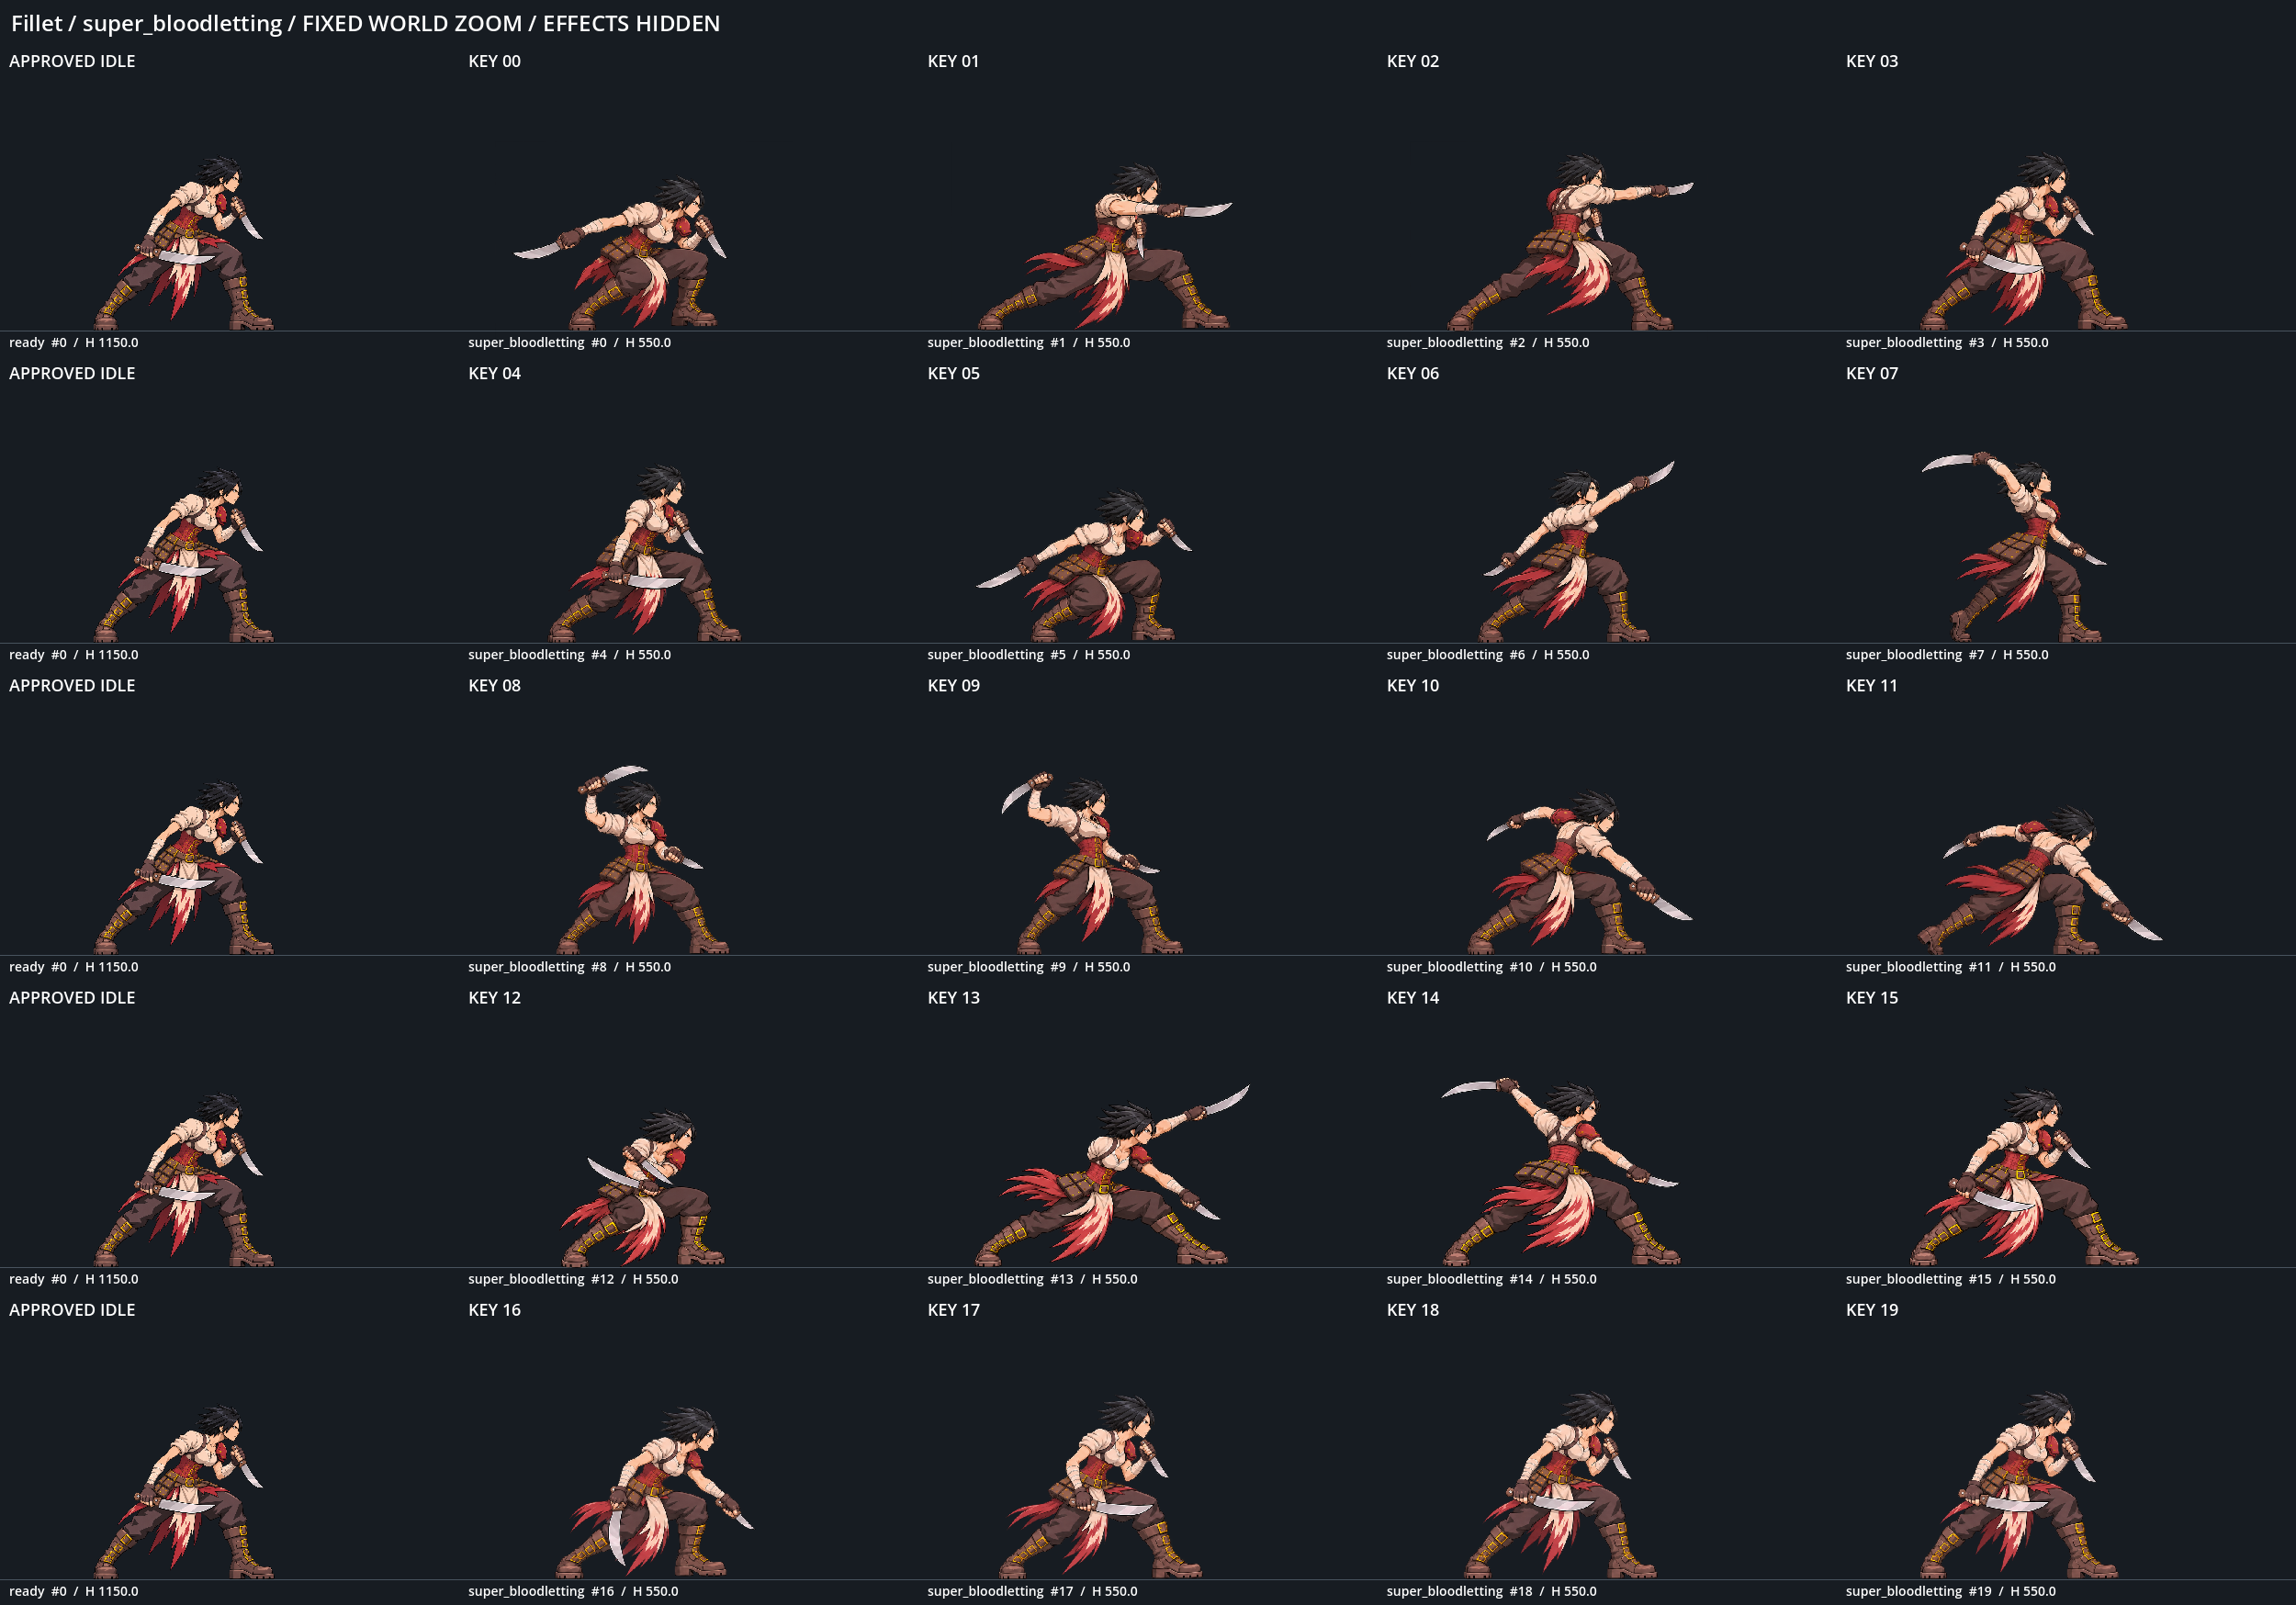 Fillet / super_bloodletting / FIXED WORLD ZOOM / EFFECTS HIDDEN
APPROVED IDLE KEY 00 KEY 01 KEY 02 KEY 03
ready #0 / H 1150.0 super_bloodletting #0 / H 550.0 super_bloodletting #1 / H 550.0 super_bloodletting #2 / H 550.0 super_bloodletting #3 / H 550.0
APPROVED IDLE KEY 04 KEY 05 KEY 06 KEY 07
ready #0 / H 1150.0 super_bloodletting #4 / H 550.0 super_bloodletting #5 / H 550.0 super_bloodletting #6 / H 550.0 super_bloodletting #7 / H 550.0
APPROVED IDLE KEY 08 KEY 09 KEY 10 KEY 11
ready #0 / H 1150.0 super_bloodletting #8 / H 550.0 super_bloodletting #9 / H 550.0 super_bloodletting #10 / H 550.0 super_bloodletting #11 / H 550.0
APPROVED IDLE KEY 12 KEY 13 KEY 14 KEY 15
ready #0 / H 1150.0 super_bloodletting #12 / H 550.0 super_bloodletting #13 / H 550.0 super_bloodletting #14 / H 550.0 super_bloodletting #15 / H 550.0
APPROVED IDLE KEY 16 KEY 17 KEY 18 KEY 19
ready #0 / H 1150.0 super_bloodletting #16 / H 550.0 super_bloodletting #17 / H 550.0 super_bloodletting #18 / H 550.0 super_bloodletting #19 / H 550.0